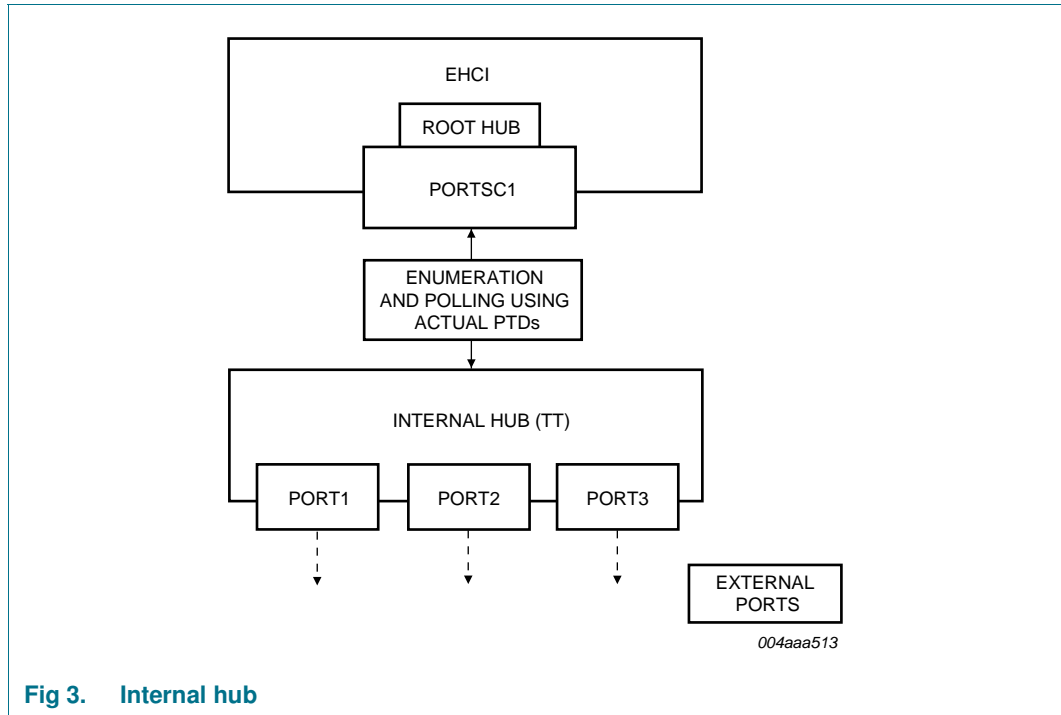 EHCI
ROOT HUB
PORTSC1
ENUMERATION
AND POLLING USING
ACTUAL PTDs
INTERNAL HUB (TT)
PORT1
PORT2
PORT3
EXTERNAL
PORTS
004aaa513
Fig 3. Internal hub